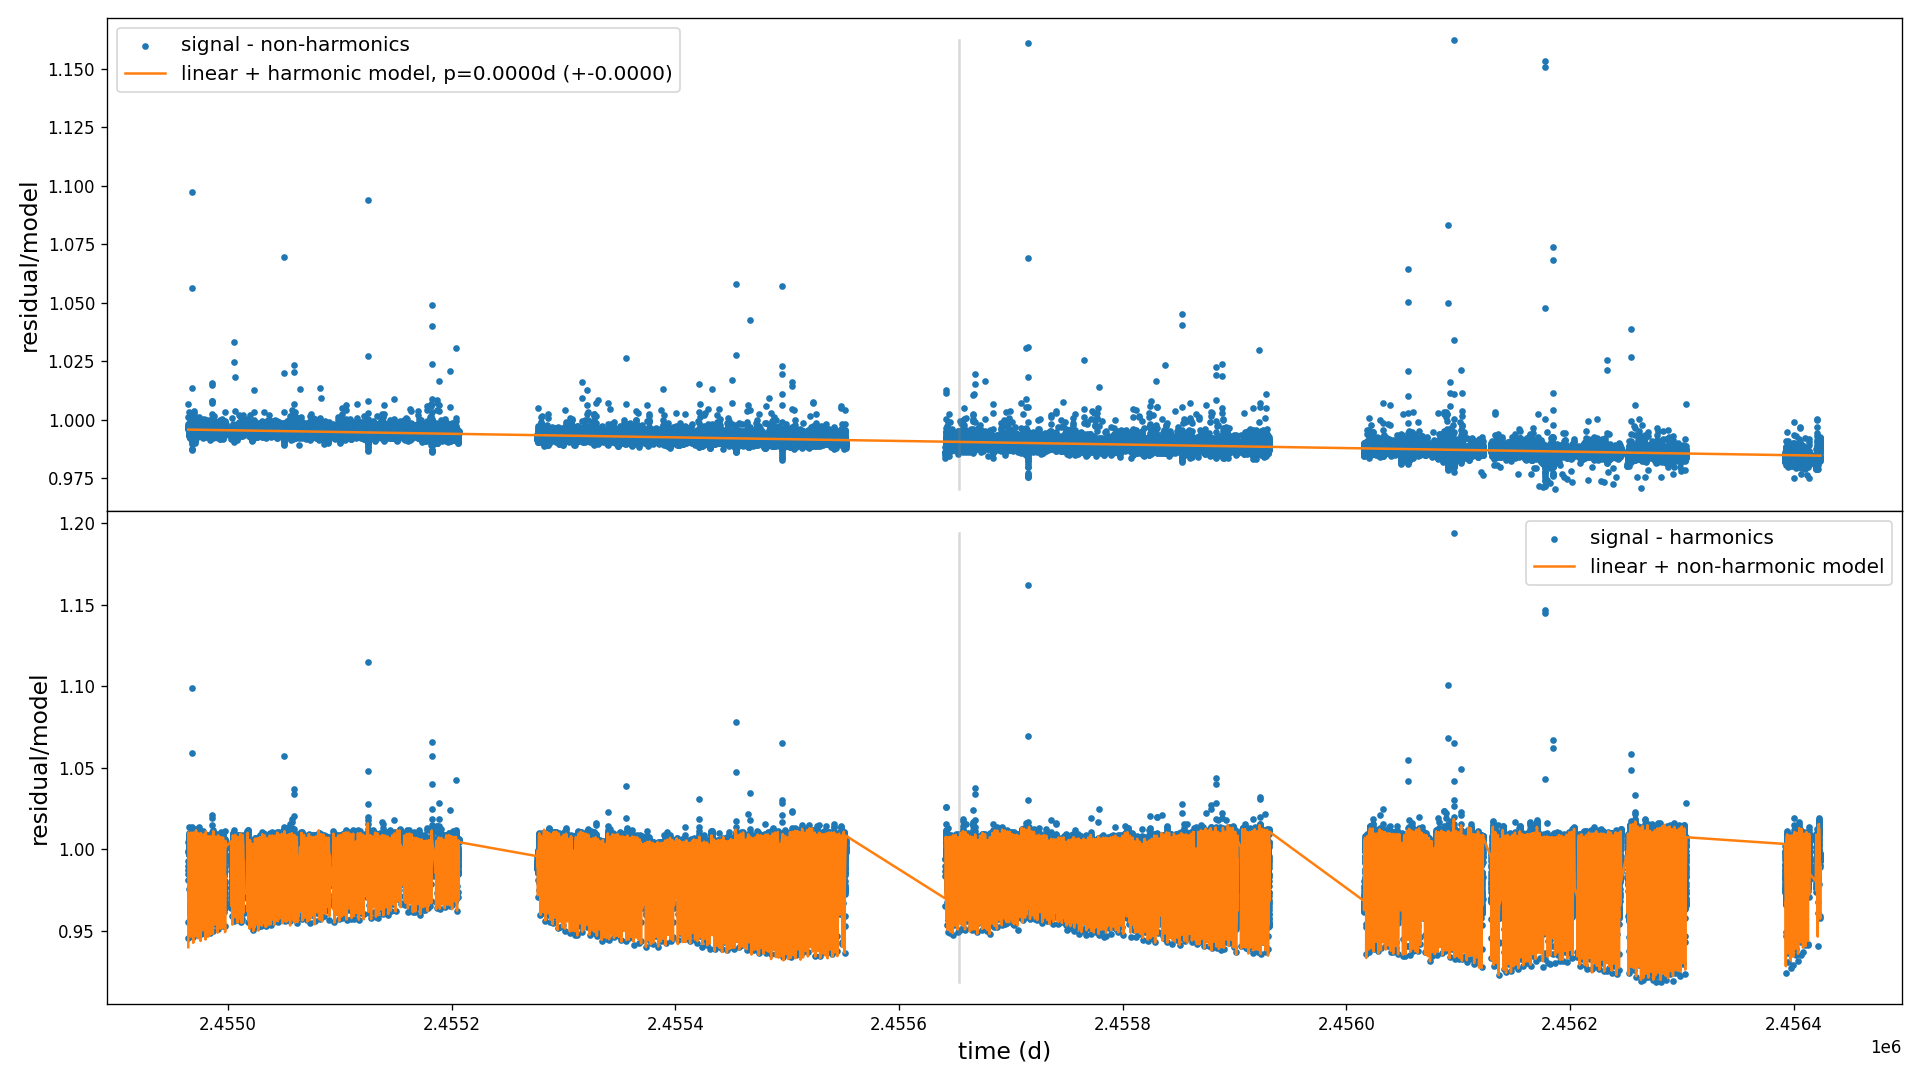 signal - non-harmonics
linear + harmonic model, p=0.0000d (+-0.0000)
residual/model
1.150
1.125
1.100
1.075
1.050
1.025
1.000
0.975
signal - harmonics
linear + non-harmonic model
residual/model
1.20
1.15
1.10
1.05
1.00
0.95
2.4550 2.4552 2.4554 2.4556 2.4558 2.4560 2.4562 2.4564
time (d)
1e6